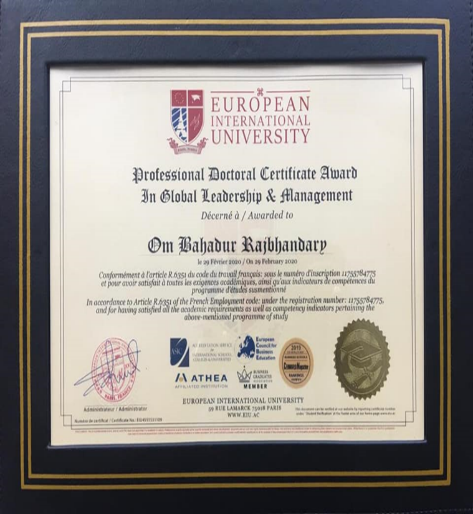 EUROPEAN
INTERNATIONAL
UNIVERSITY
Professional Doctoral Certificate Award
In Global Leadership & Management
Décerné à / Awarded to
Om Bahadur Rajbhandary
le 29 Février 2020 / On 29 February 2020
Conformément à l'article R.6351 du code du travail français: sous le numéro d'inscription 11755784775
et pour avoir satisfait à toutes les exigences académiques, ainsi qu'aux indicateurs de compétences du
programme d'études susmentionné
In accordance to Article R.6351 of the French Employment code: under the registration number: 11755784775,
and for having satisfied all the academic requirements as well as competency indicators pertaining the
above-mentioned programme of study
European
Council for
Business
Education
ATHEA
BUSINESS
GRADUATES
MEMBER
Administrateur / Administrator
EUROPEAN INTERNATIONAL UNIVERSITY
59 RUE LAMARCK 75018 PARIS
WWW.EIU.AC